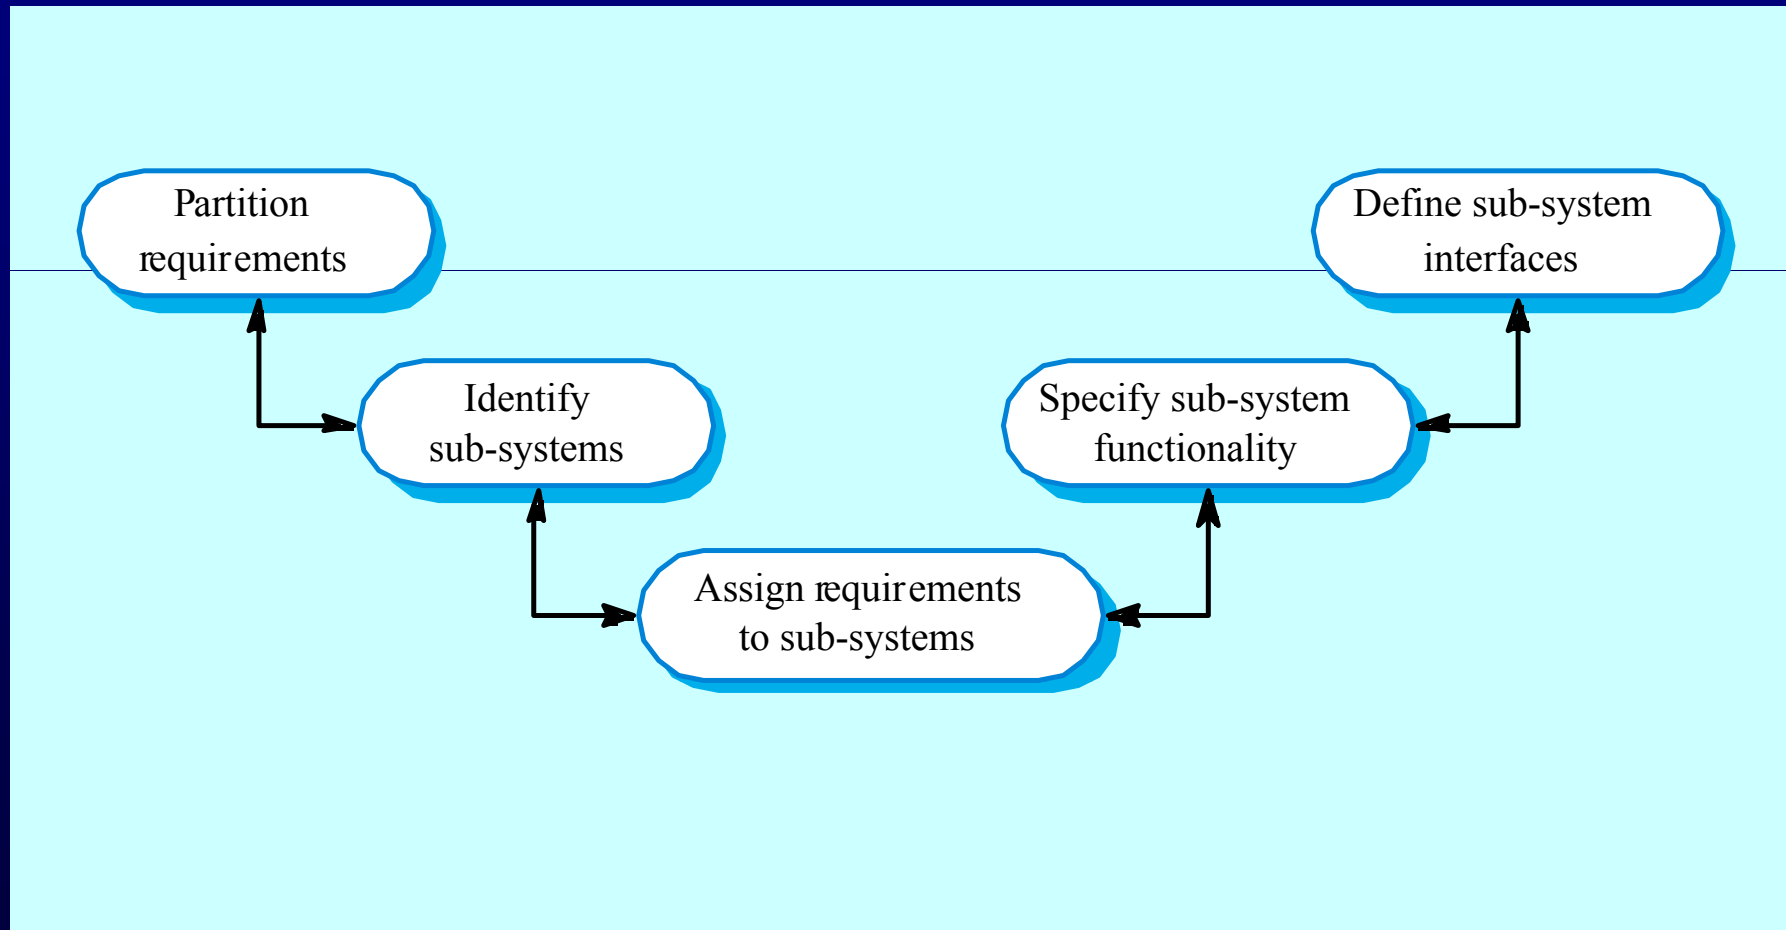 Partition
requirements
Identify
sub-systems
Assign requirements
to sub-systems
Specify sub-system
functionality
Define sub-system
interfaces